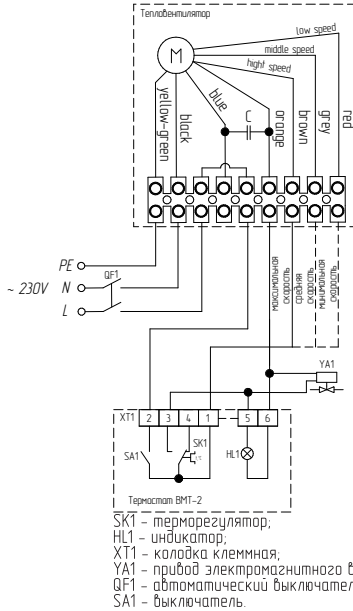 Тепловентилятор
low speed
middle speed
hight speed
M
yellow-green
black
blue
C
orange
brown
grey
red
PE
~ 230V
QF1
N
L
максимальная скорость
средняя скорость
минимальная скорость
YA1
XT1
2
3
4
1
5
6
SA1
SK1
HL1
Термостат ВМТ-2
SK1 - терморегулятор;
HL1 - индикатор;
XT1 - колодка клеммная;
YA1 - привод электромагнитного в
QF1 - автоматический выключател
SA1 - выключатель.